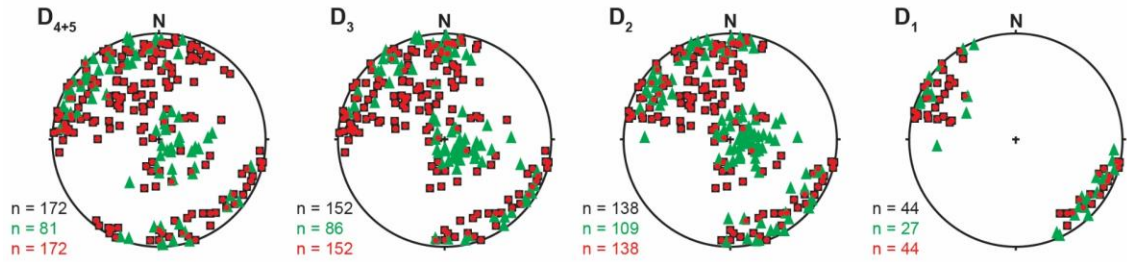 D4+5 N
n = 172
n = 81
n = 172
D3 N
n = 152
n = 86
n = 152
D2 N
n = 138
n = 109
n = 138
D1 N
n = 44
n = 27
n = 44